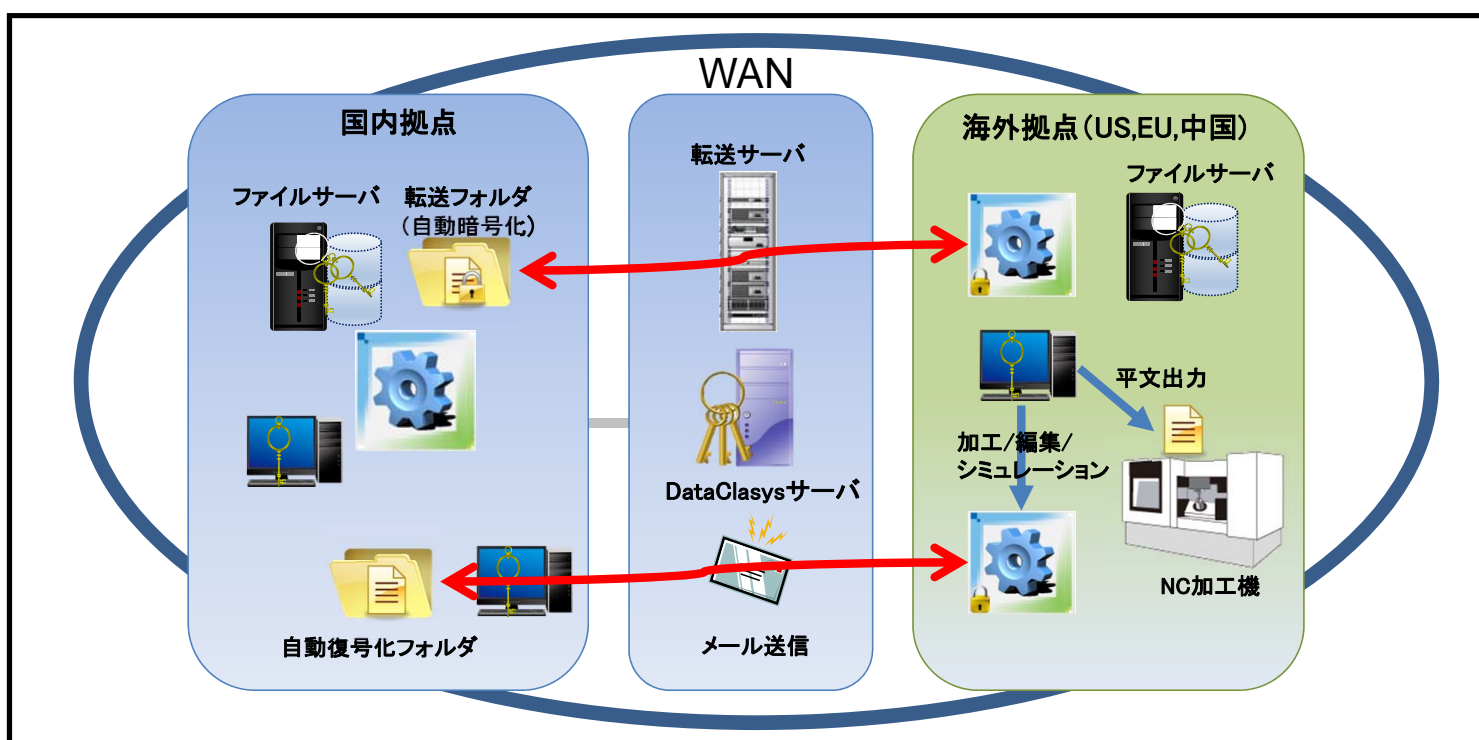 WAN
国内拠点
ファイルサーバ
転送フォルダ
(自動暗号化)
自動復号化フォルダ
転送サーバ
DataClasysサーバ
メール送信
海外拠点(US,EU,中国)
ファイルサーバ
平文出力
加工/編集/
シミュレーション
NC加工機